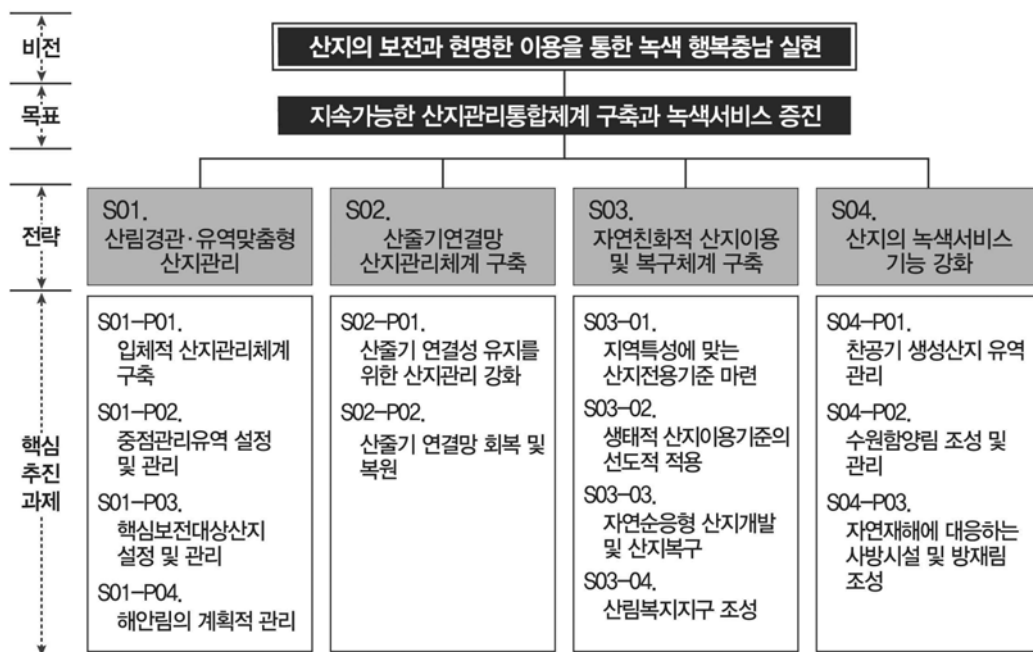 비전
산지의 보전과 현명한 이용을 통한 녹색 행복충남 실현
목표
지속가능한 산지관리통합체계 구축과 녹색서비스 증진
전략
S01.
산림경관·유역맞춤형
산지관리
S02.
산줄기연결망
산지관리체계 구축
S03.
자연친화적 산지이용
및 복구체계 구축
S04.
산지의 녹색서비스
기능 강화
핵심
추진
과제
S01-P01.
입체적 산지관리체계
구축
S01-P02.
중점관리유역 설정
및 관리
S01-P03.
핵심보전대상산지
설정 및 관리
S01-P04.
해안림의 계획적 관리
S02-P01.
산줄기 연결성 유지를
위한 산지관리 강화
S02-P02.
산줄기 연결망 회복 및
복원
S03-01.
지역특성에 맞는
산지전용기준 마련
S03-02.
생태적 산지이용기준의
선도적 적용
S03-03.
자연순응형 산지개발
및 산지복구
S03-04.
산림복지지구 조성
S04-P01.
찬공기 생성산지 유역
관리
S04-P02.
수원함양림 조성 및
관리
S04-P03.
자연재해에 대응하는
사방시설 및 방재림
조성